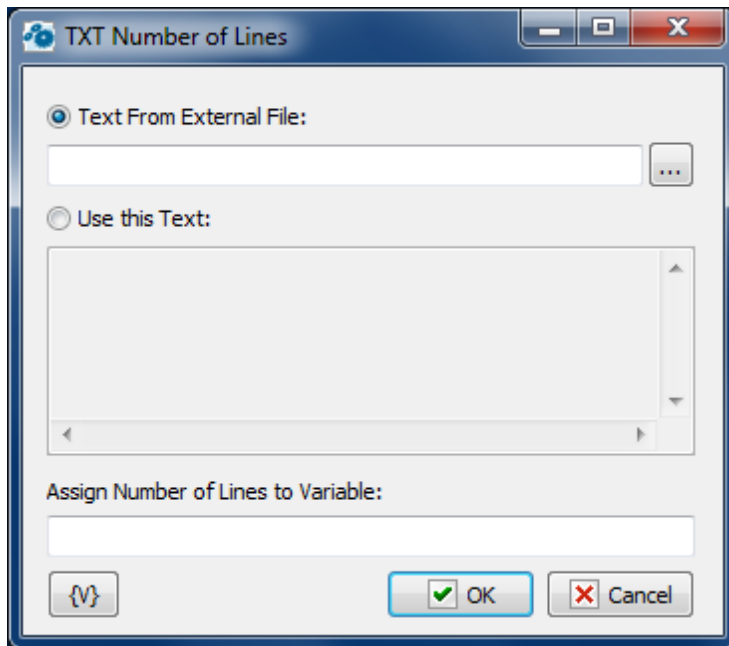 TXT Number of Lines
Text From External File:
...
Use this Text:
Assign Number of Lines to Variable:
{V}
OK
Cancel